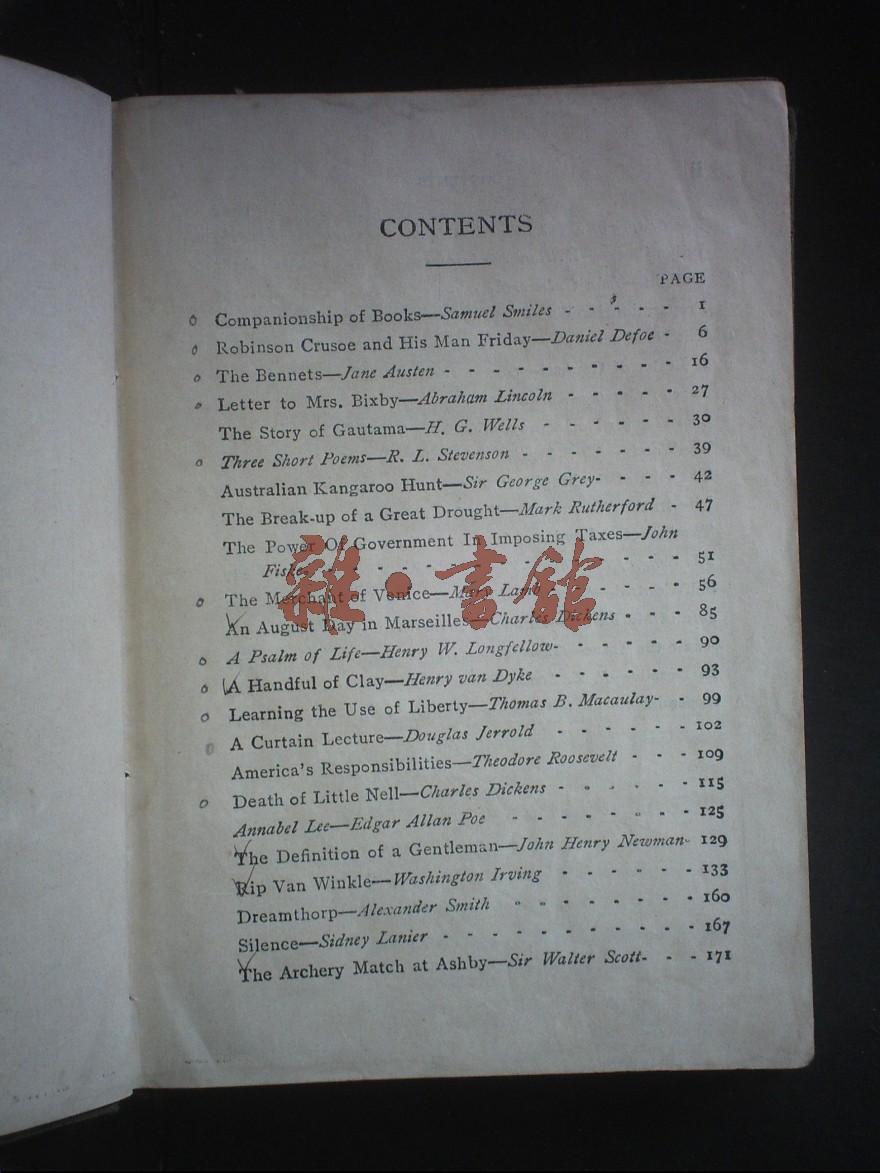 CONTENTS
PAGE
Companionship of Books—Samuel Smiles - - - - - 1
Robinson Crusoe and His Man Friday—Daniel Defoe - 6
The Bennets—Jane Austen - - - - - - - - - 16
Letter to Mrs. Bixby—Abraham Lincoln - - - - - 27
The Story of Gautama—H. G. Wells - - - - - - 30
Three Short Poems—R. L. Stevenson - - - - - - - 39
Australian Kangaroo Hunt—Sir George Grey- - - - 42
The Break-up of a Great Drought—Mark Rutherford - 47
The Power Of Government In Imposing Taxes—John
Fiske- - - - - - - - - - - - - 51
The Merchant of Venice—Mary Lamb - - - - - 56
An August Day in Marseilles—Charles Dickens - - - 85
A Psalm of Life—Henry W. Longfellow- - - - - - 90
A Handful of Clay—Henry van Dyke - - - - - - 93
Learning the Use of Liberty—Thomas B. Macaulay- - 99
A Curtain Lecture—Douglas Jerrold - - - - - - 102
America's Responsibilities—Theodore Roosevelt - - - 109
Death of Little Nell—Charles Dickens - - - - - - 115
Annabel Lee—Edgar Allan Poe - - - - - - - - 125
The Definition of a Gentleman—John Henry Newman- 129
Rip Van Winkle—Washington Irving - - - - - - 133
Dreamthorp—Alexander Smith - - - - - - - - 160
Silence—Sidney Lanier - - - - - - - - - - 167
The Archery Match at Ashby—Sir Walter Scott- - - 171
雜·書館